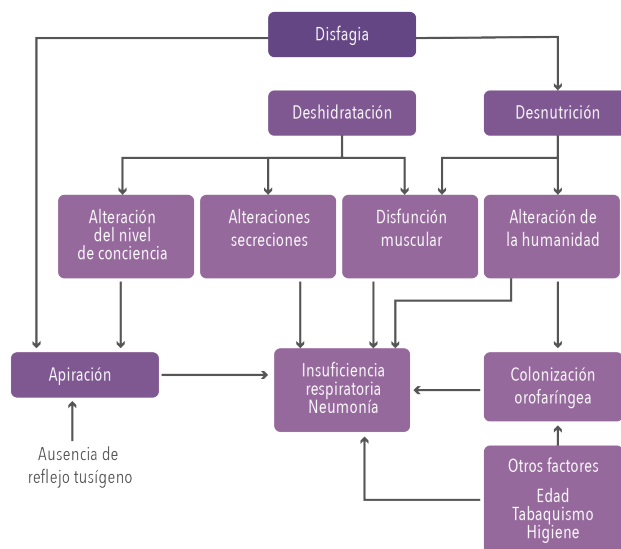 Disfagia
Deshidratación
Desnutrición
Alteración
del nivel
de conciencia
Alteraciones
secreciones
Disfunción
muscular
Alteración de
la humanidad
Apiración
Insuficiencia
respiratoria
Neumonía
Colonización
orofaríngea
Ausencia de
reflejo tusígeno
Otros factores
Edad
Tabaquismo
Higiene